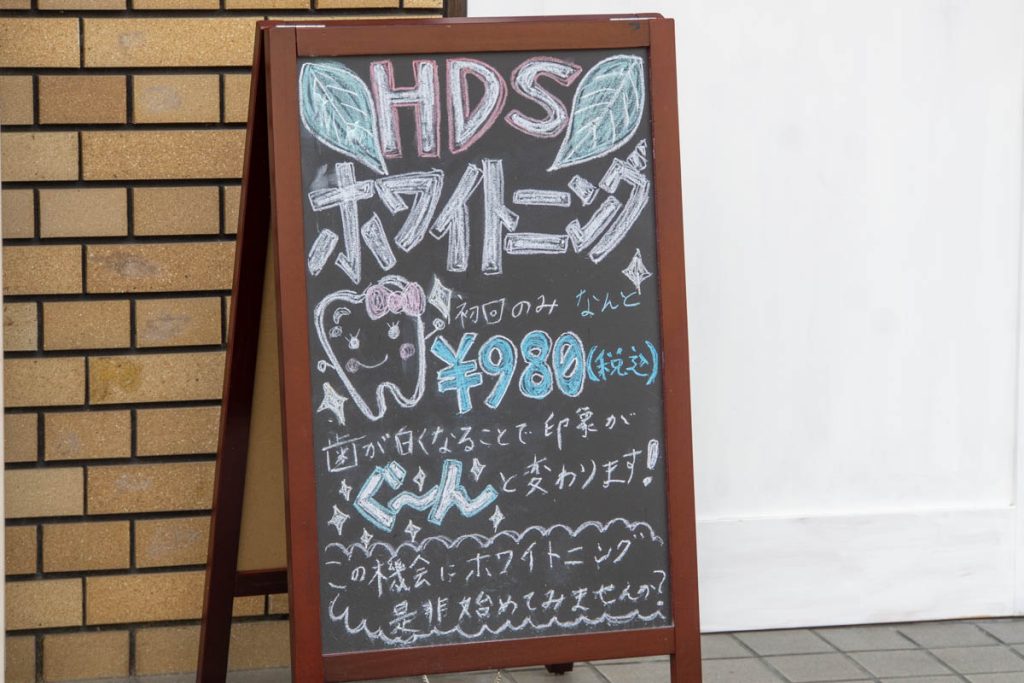 HDS
ホワイトニング
初回のみ なんと
¥980(税込)
歯が白くなることで 印象が
ぐ〜んと変わります!
この機会にホワイトニング
是非始めてみませんか?